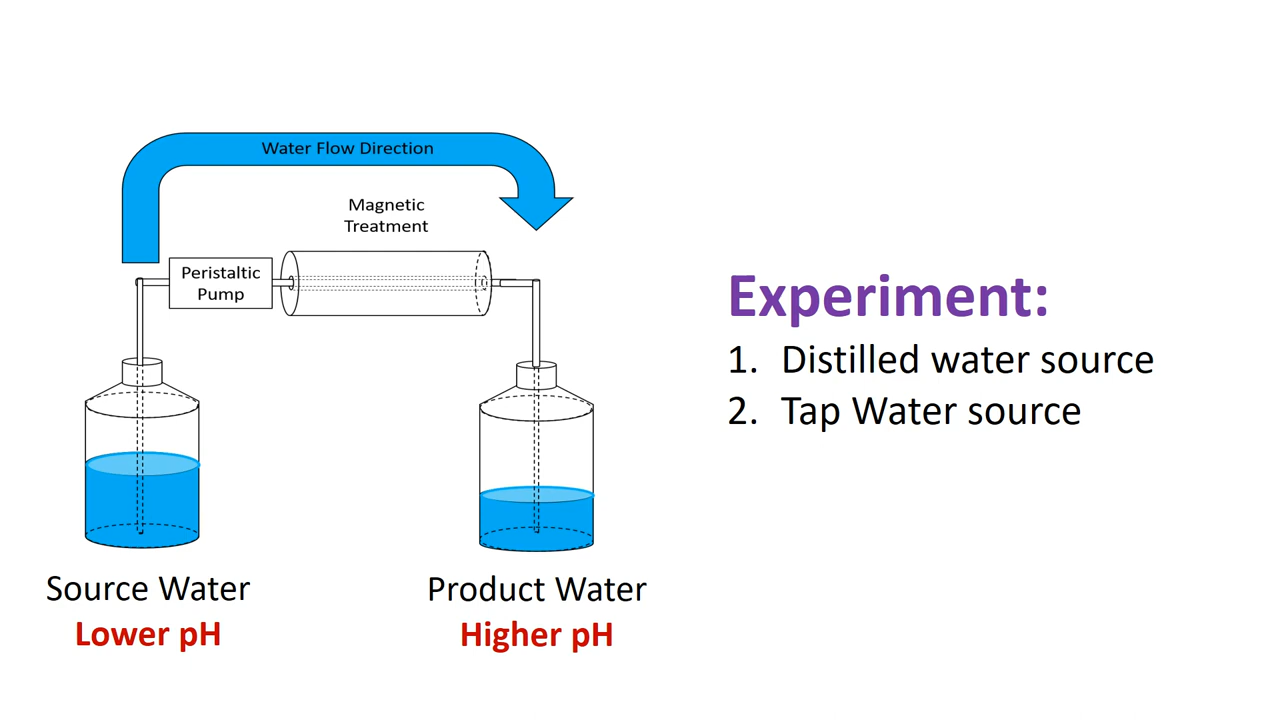 Water Flow Direction
Magnetic
Treatment
Peristaltic
Pump
Source Water
Lower pH
Product Water
Higher pH
Experiment:
1. Distilled water source
2. Tap Water source